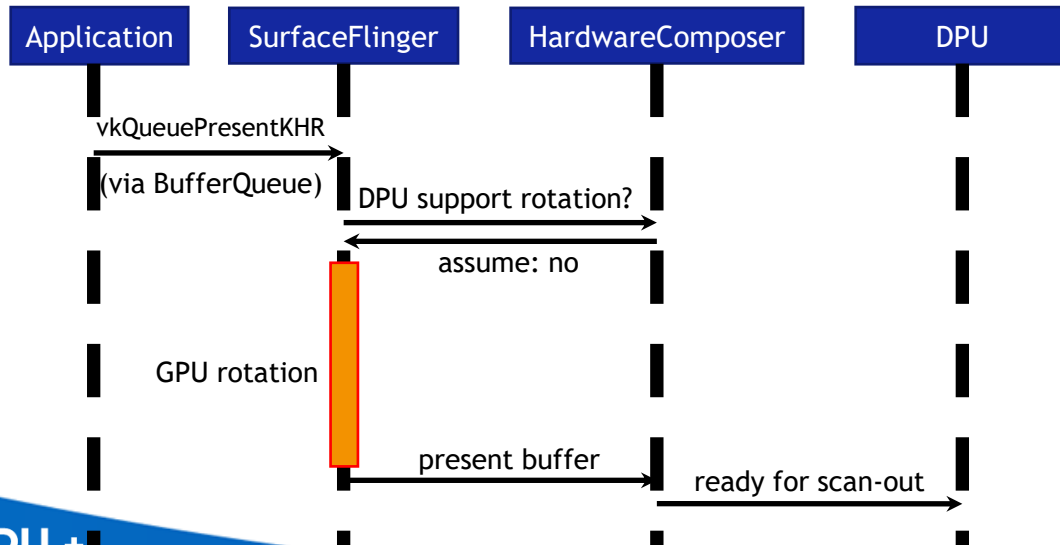 Application
SurfaceFlinger
HardwareComposer
DPU
vkQueuePresentKHR
(via BufferQueue)
DPU support rotation?
assume: no
GPU rotation
present buffer
ready for scan-out